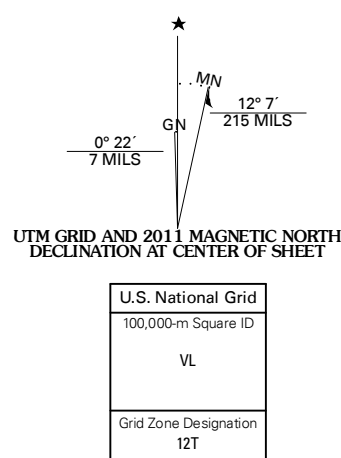 ★
MN
GN
12° 7´
215 MILS
0° 22´
7 MILS
UTM GRID AND 2011 MAGNETIC NORTH
DECLINATION AT CENTER OF SHEET
U.S. National Grid
100,000-m Square ID
VL
Grid Zone Designation
12T